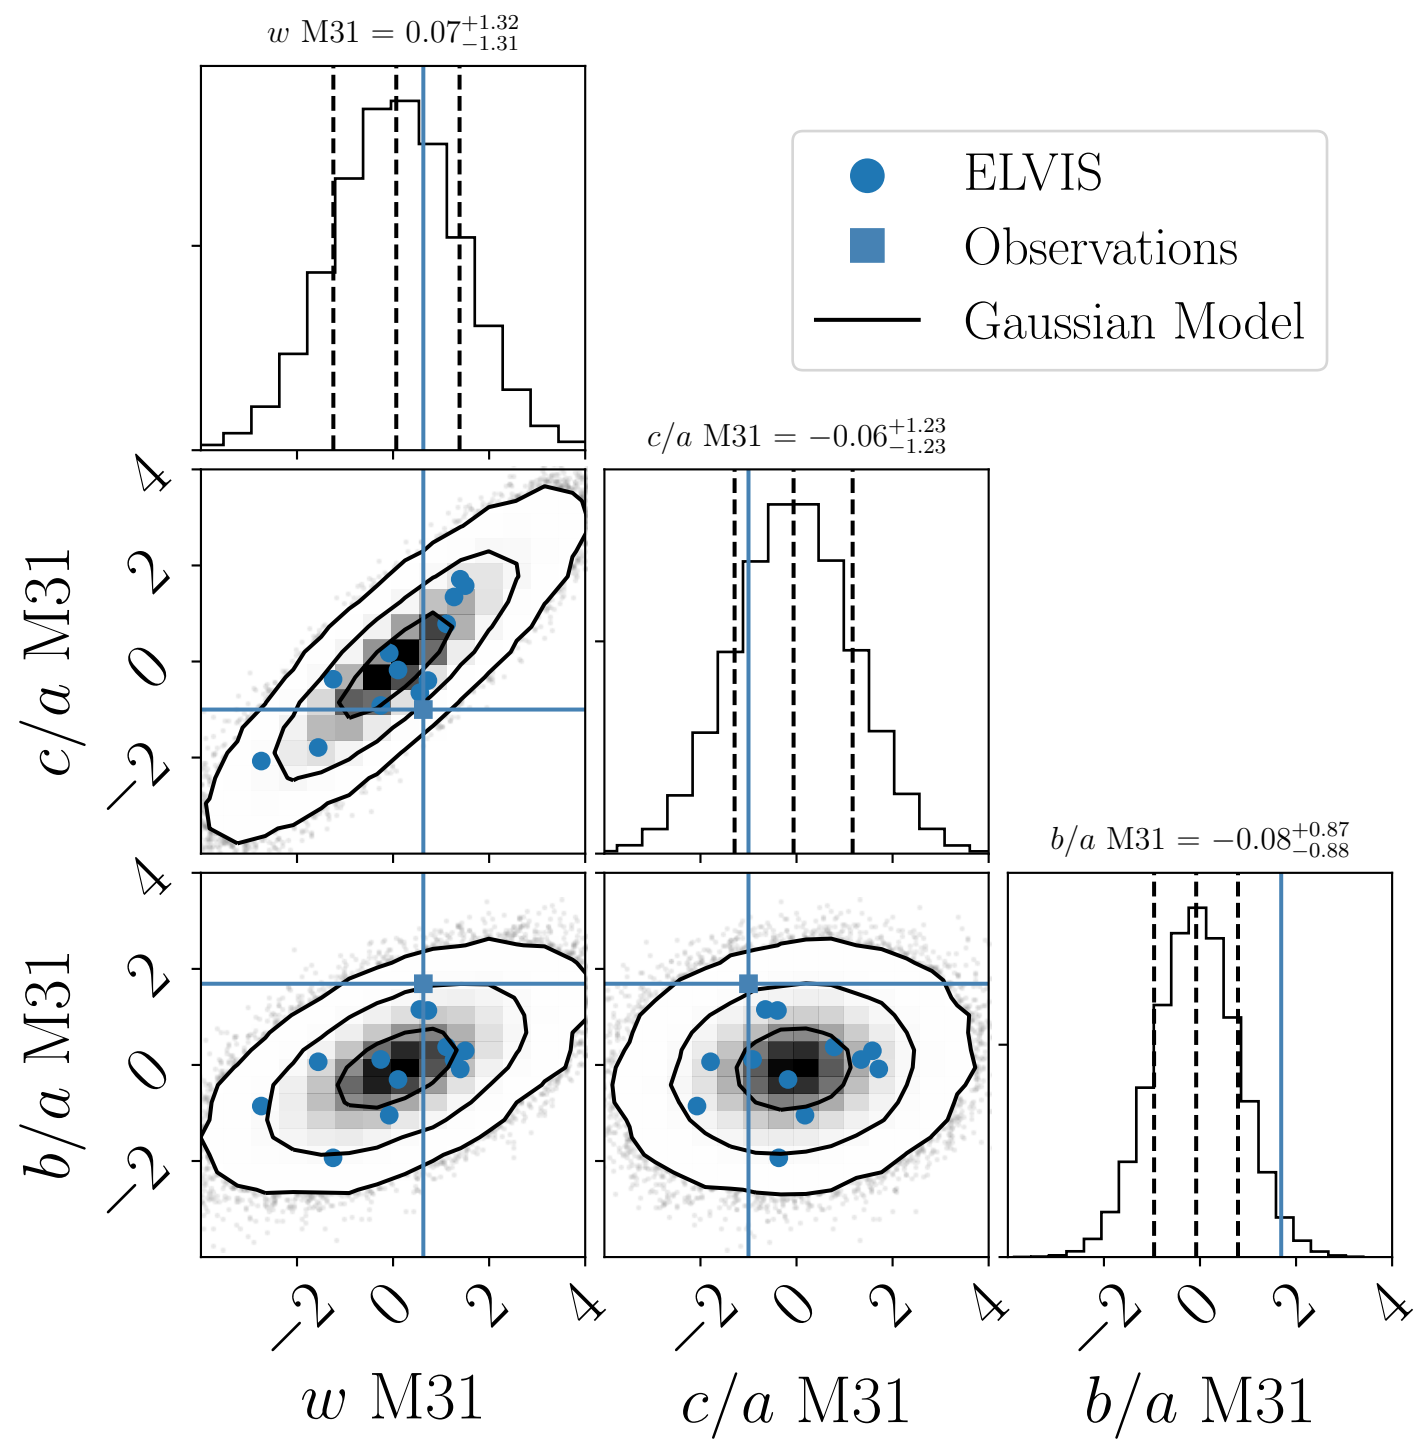 w M31 = 0.07+1.32 −1.31
ELVIS
Observations
Gaussian Model
c/a M31 = −0.06+1.23 −1.23
4
2
0
−2
c/a M31
b/a M31 = −0.08+0.87 −0.88
4
2
0
−2
b/a M31
−2 0 2 4 −2 0 2 4 −2 0 2 4
w M31 c/a M31 b/a M31